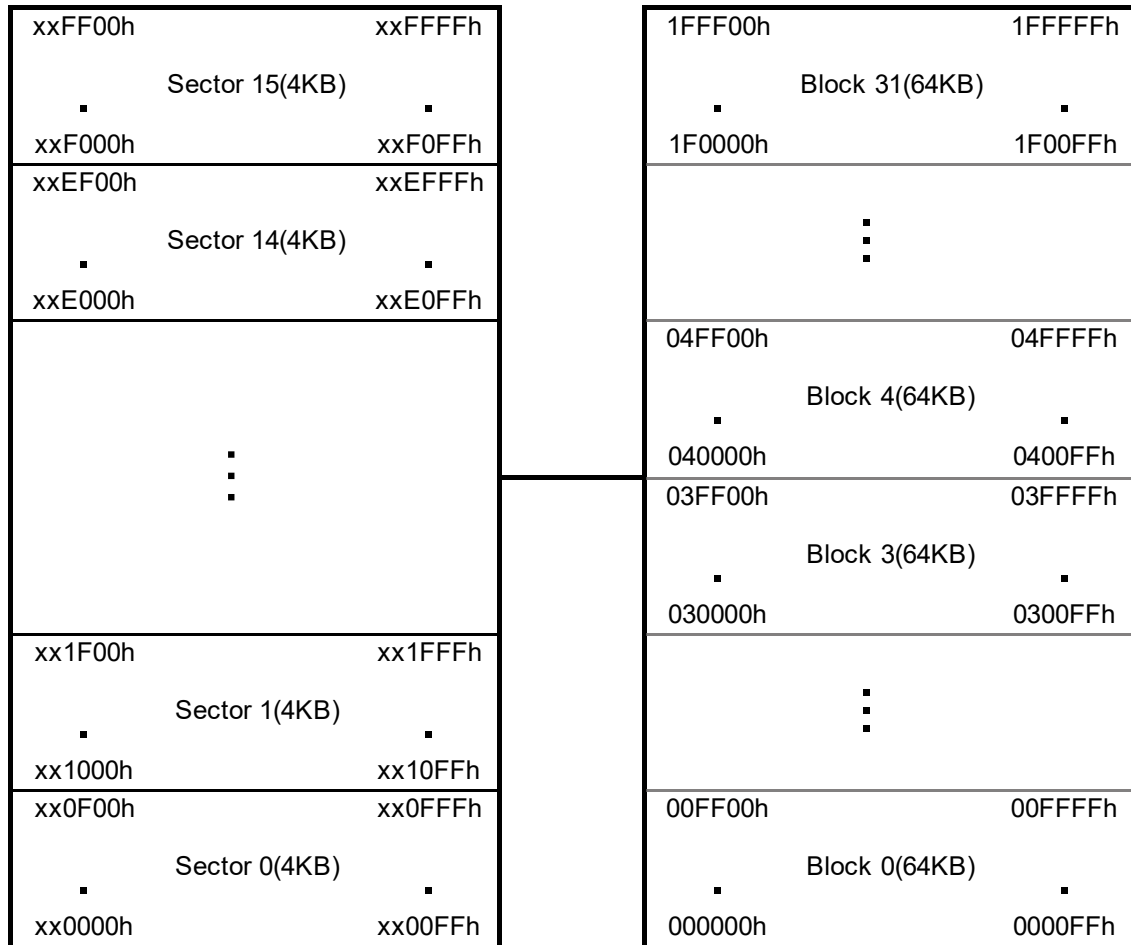 xxFF00h xxFFFFh
Sector 15(4KB)
xxF000h xxF0FFh
xxEF00h xxEFFFh
Sector 14(4KB)
xxE000h xxE0FFh
xx1F00h xx1FFFh
Sector 1(4KB)
xx1000h xx10FFh
xx0F00h xx0FFFh
Sector 0(4KB)
xx0000h xx00FFh
1FFF00h 1FFFFFh
Block 31(64KB)
1F0000h 1F00FFh
04FF00h 04FFFFh
Block 4(64KB)
040000h 0400FFh
03FF00h 03FFFFh
Block 3(64KB)
030000h 0300FFh
00FF00h 00FFFFh
Block 0(64KB)
000000h 0000FFh